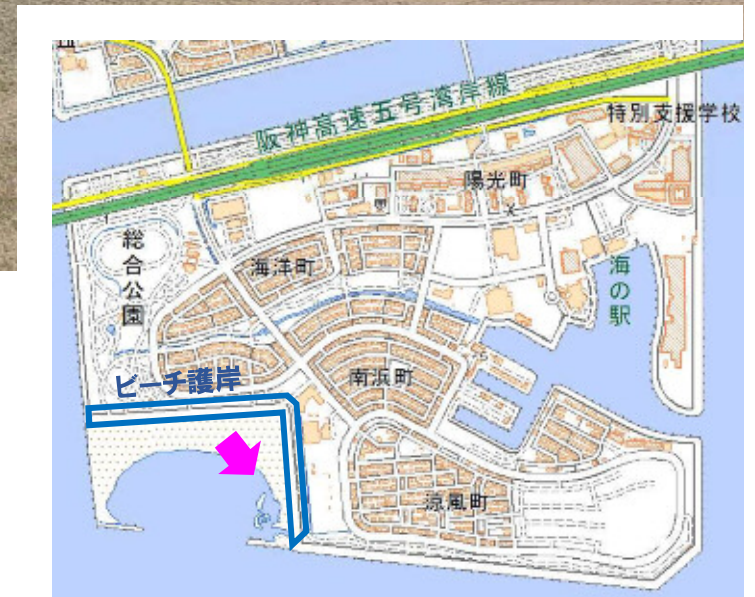 阪神高速五号湾岸線
特別支援学校
陽光町
総合公園
海洋町
海の駅
南浜町
ビーチ護岸
涼風町